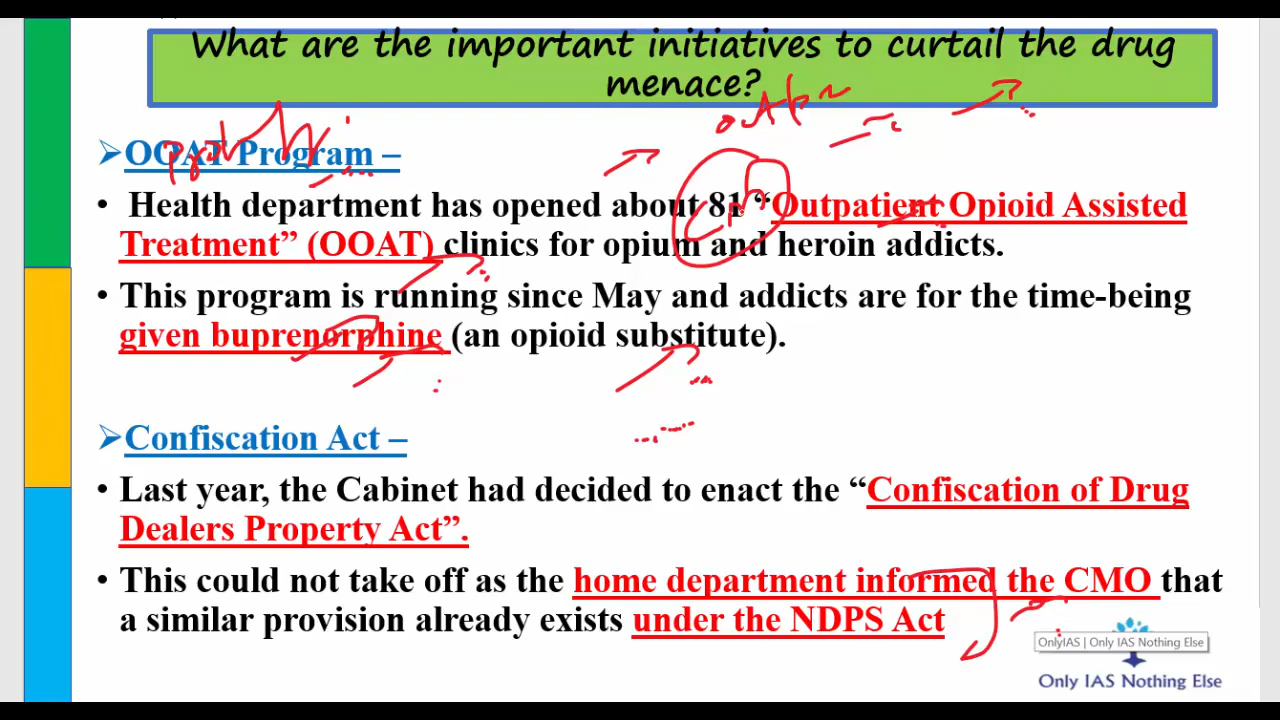 What are the important initiatives to curtail the drug
menace?
➢OOAT Program –
• Health department has opened about 81 “Outpatient Opioid Assisted
Treatment” (OOAT) clinics for opium and heroin addicts.
• This program is running since May and addicts are for the time-being
given buprenorphine (an opioid substitute).
➢Confiscation Act –
• Last year, the Cabinet had decided to enact the “Confiscation of Drug
Dealers Property Act”.
• This could not take off as the home department informed the CMO that
a similar provision already exists under the NDPS Act
OnlyIAS | Only IAS Nothing Else
Only IAS Nothing Else